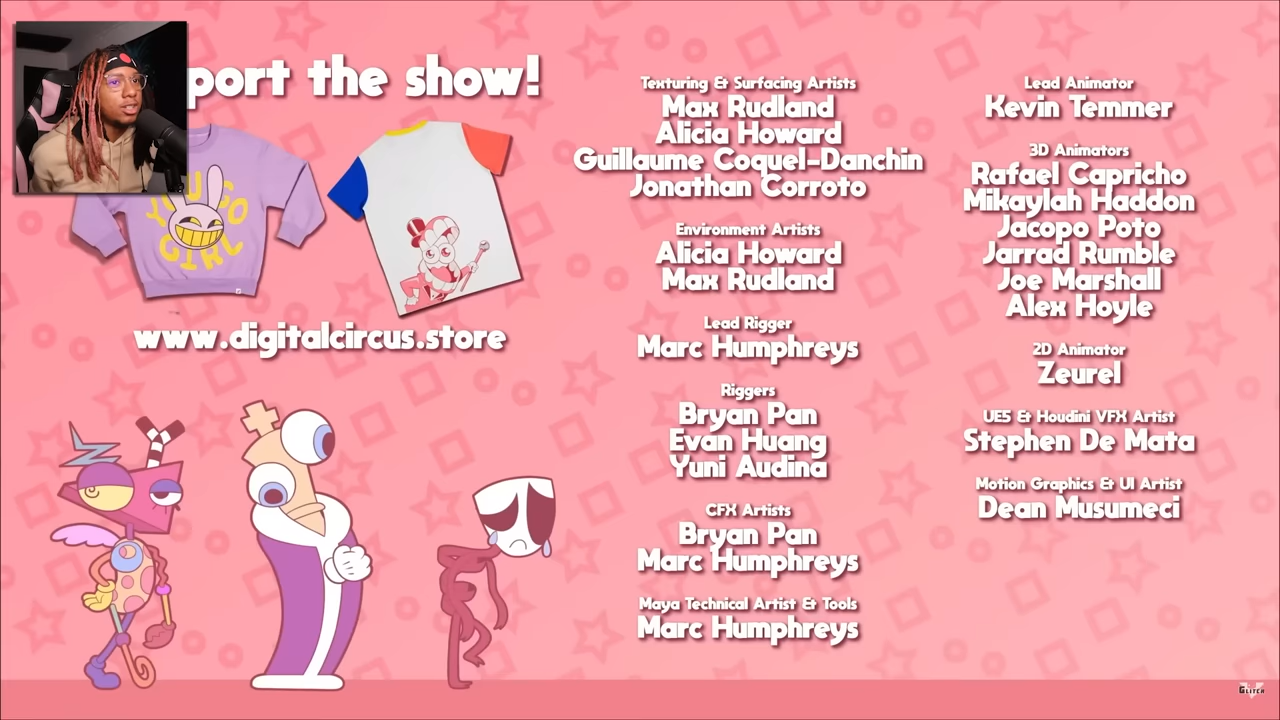 port the show!
YOU GO
GIRL
www.digitalcircus.store
Texturing & Surfacing Artists
Max Rudland
Alicia Howard
Guillaume Coquel-Danchin
Jonathan Corroto
Environment Artists
Alicia Howard
Max Rudland
Lead Rigger
Marc Humphreys
Riggers
Bryan Pan
Evan Huang
Yuni Audina
CFX Artists
Bryan Pan
Marc Humphreys
Maya Technical Artist & Tools
Marc Humphreys
Lead Animator
Kevin Temmer
3D Animators
Rafael Capricho
Mikaylah Haddon
Jacopo Poto
Jarrad Rumble
Joe Marshall
Alex Hoyle
2D Animator
Zeurel
UE5 & Houdini VFX Artist
Stephen De Mata
Motion Graphics & UI Artist
Dean Musumeci
GLITCH